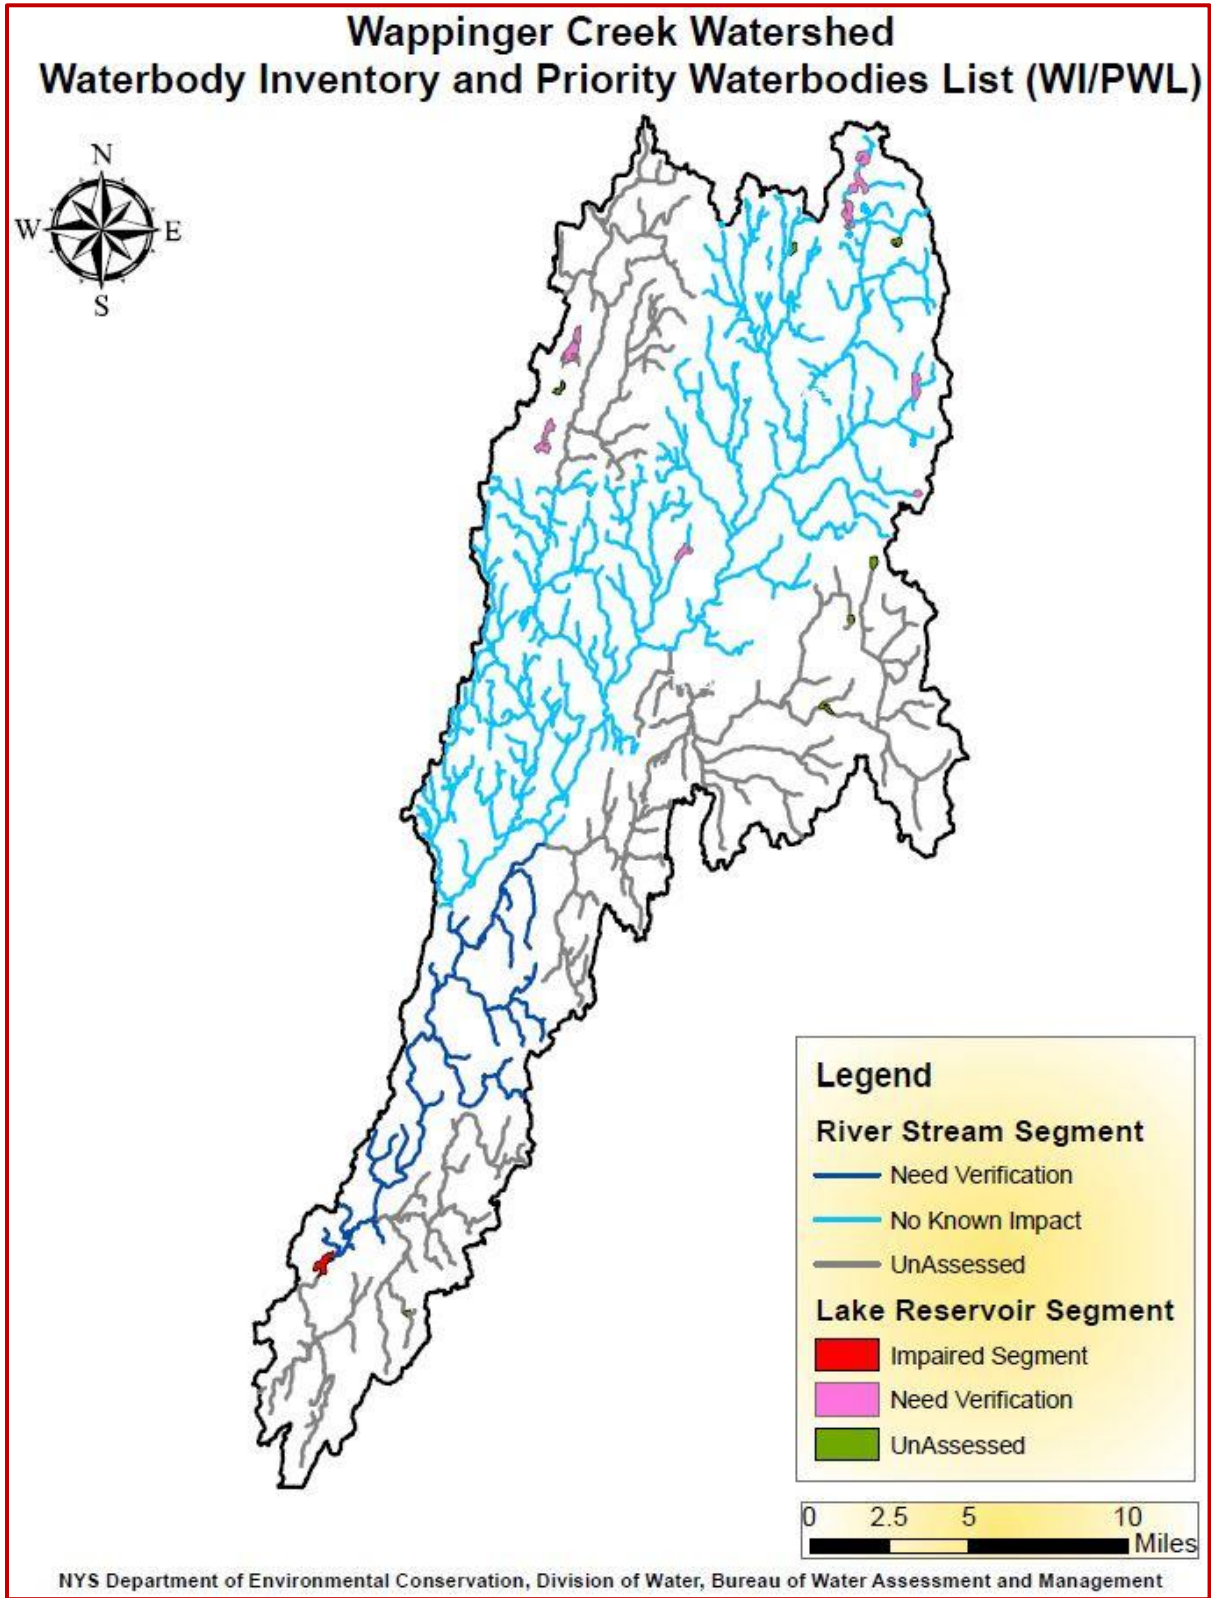 Wappinger Creek Watershed
Waterbody Inventory and Priority Waterbodies List (WI/PWL)
N
W E
S
Legend
River Stream Segment
Need Verification
No Known Impact
UnAssessed
Lake Reservoir Segment
Impaired Segment
Need Verification
UnAssessed
0 2.5 5 10
Miles
NYS Department of Environmental Conservation, Division of Water, Bureau of Water Assessment and Management